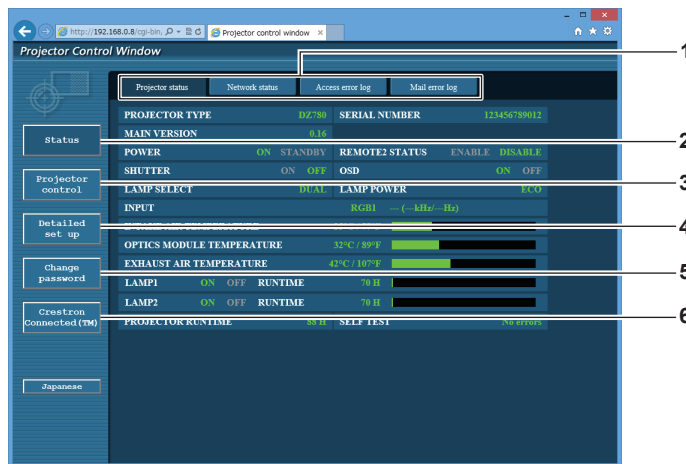 http://192.168.0.8/cgi-bin,
Projector control window ×
Projector Control Window
1
Projector status Network status Access error log Mail error log
PROJECTOR TYPE DZ780 SERIAL NUMBER 123456789012
MAIN VERSION 0.16
Status 2
POWER ON STANDBY REMOTE2 STATUS ENABLE DISABLE
SHUTTER ON OFF OSD ON OFF
Projector
control 3
LAMP SELECT DUAL LAMP POWER ECO
INPUT RGB1 --- (---kHz/---Hz)
Detailed
set up 4
OPTICS MODULE TEMPERATURE 32°C / 89°F
EXHAUST AIR TEMPERATURE 42°C / 107°F
Change
password 5
LAMP1 ON OFF RUNTIME 70 H
LAMP2 ON OFF RUNTIME 70 H
Crestron
Connected(TM) 6
PROJECTOR RUNTIME 88 H SELF TEST No errors
Japanese